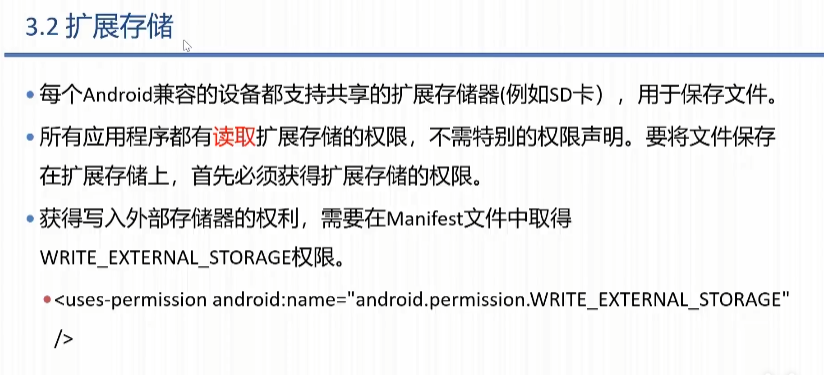 3.2 扩展存储
•每个Android兼容的设备都支持共享的扩展存储器(例如SD卡），用于保存文件。
•所有应用程序都有读取扩展存储的权限，不需特别的权限声明。要将文件保存
在扩展存储上，首先必须获得扩展存储的权限。
•获得写入外部存储器的权利，需要在Manifest文件中取得
WRITE_EXTERNAL_STORAGE权限。
•<uses-permission android:name="android.permission.WRITE_EXTERNAL_STORAGE"
/>